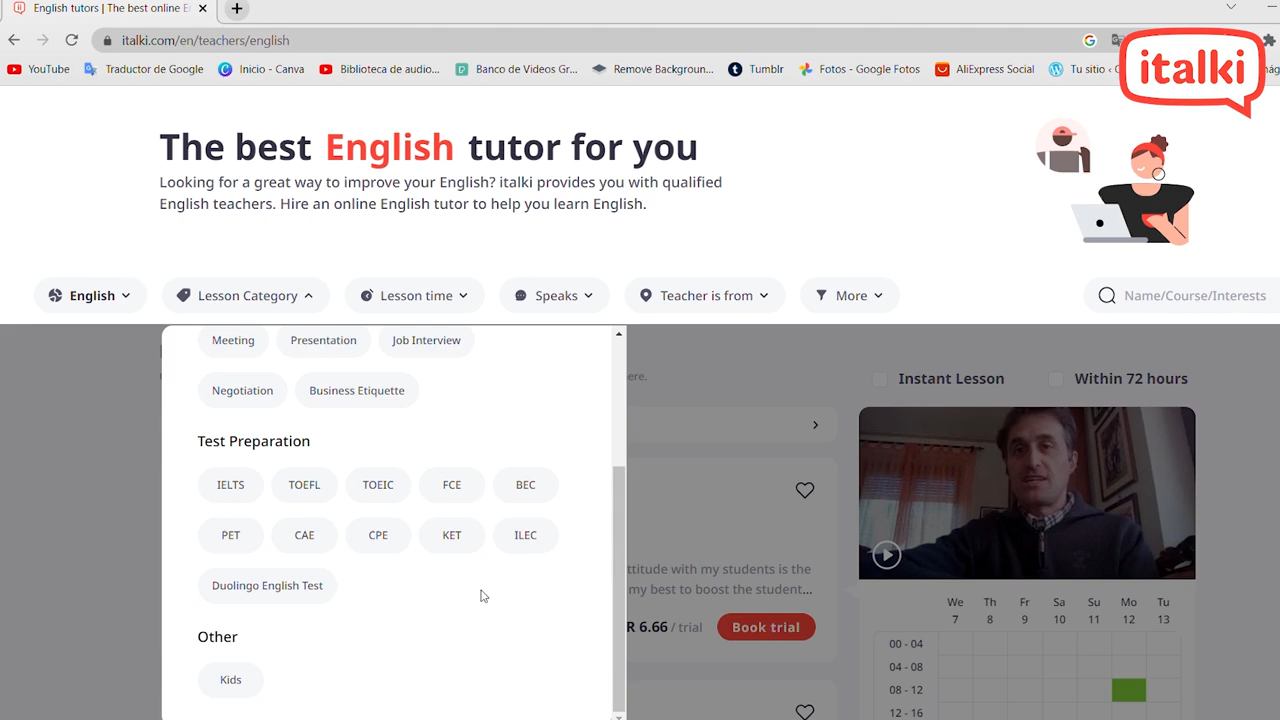 English tutors | The best online E
italki.com/en/teachers/english
YouTube
Traductor de Google
Inicio - Canva
Biblioteca de audio...
Banco de Videos Gr...
Remove Backgroun...
Tumblr
Fotos - Google Fotos
AliExpress Social
Tu sitio
italki
The best English tutor for you
Looking for a great way to improve your English? italki provides you with qualified
English teachers. Hire an online English tutor to help you learn English.
English
Lesson Category
Lesson time
Speaks
Teacher is from
More
Name/Course/Interests
Meeting
Presentation
Job Interview
Negotiation
Business Etiquette
Test Preparation
IELTS
TOEFL
TOEIC
FCE
BEC
PET
CAE
CPE
KET
ILEC
Duolingo English Test
Other
Kids
ere.
Instant Lesson
Within 72 hours
ttitude with my students is the
my best to boost the student...
R 6.66 / trial
Book trial
We Th Fr Sa Su Mo Tu
7 8 9 10 11 12 13
00 - 04
04 - 08
08 - 12
12 - 16